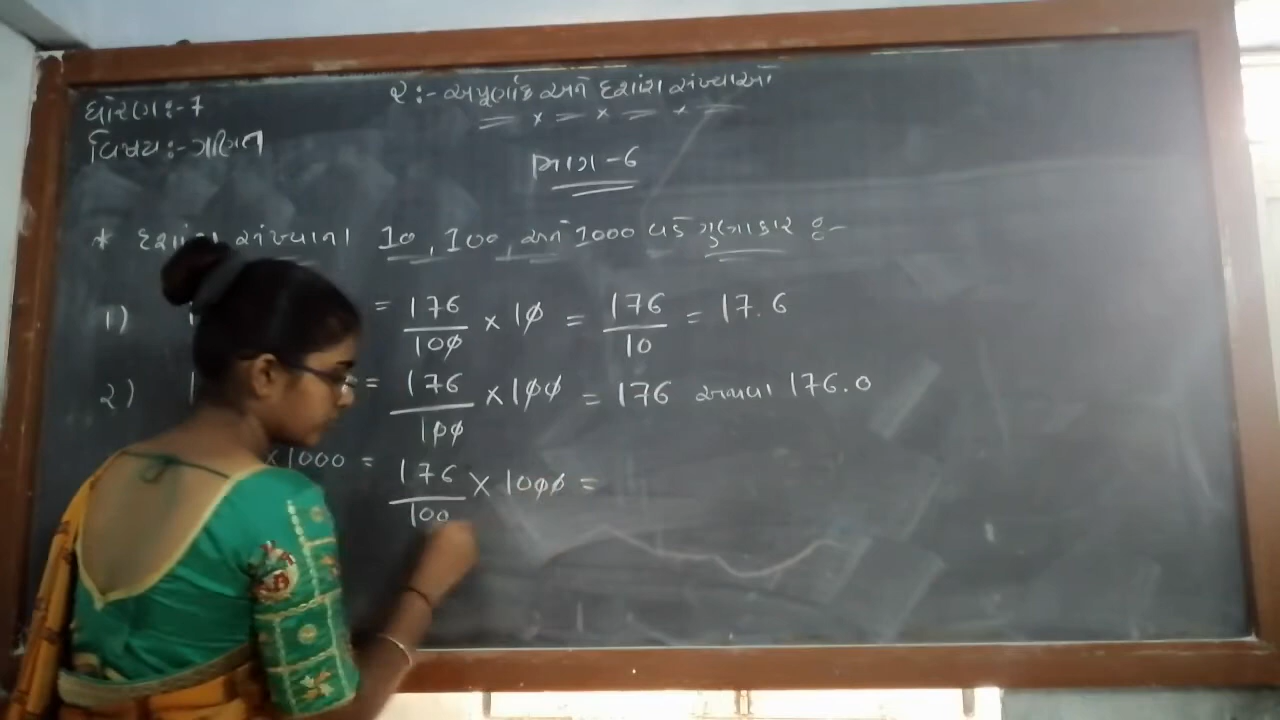 ધોરણ:-7
વિષય:-ગણિત
૨:-અપૂર્ણાંક અને દશાંશ સંખ્યાઓ
= × = × = × =
ભાગ-6
* દશાંશ સંખ્યાના 10, 100, અને 1000 વડે ગુણાકાર :-
1) = 176/100 × 10 = 176/10 = 17.6
૨) = 176/100 × 100 = 176 અથવા 176.0
×1000 = 176/100 × 1000 =